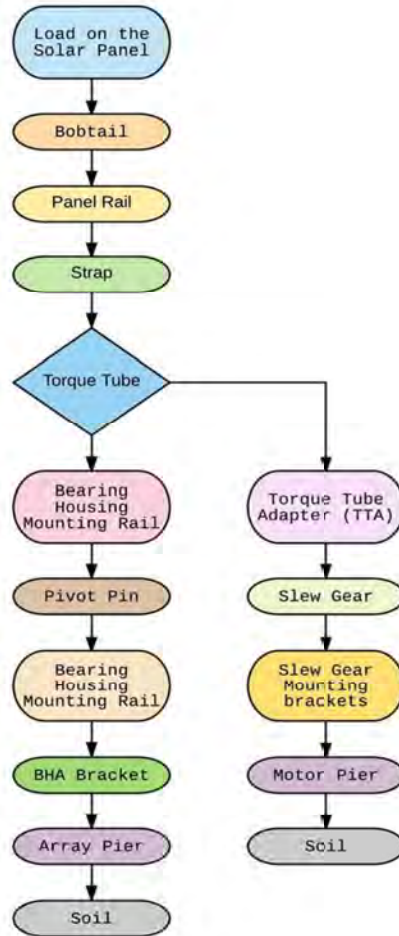 Load on the
Solar Panel
Bobtail
Panel Rail
Strap
Torque Tube
Bearing
Housing
Mounting Rail
Pivot Pin
Bearing
Housing
Mounting Rail
BHA Bracket
Array Pier
Soil
Torque Tube
Adapter (TTA)
Slew Gear
Slew Gear
Mounting
brackets
Motor Pier
Soil